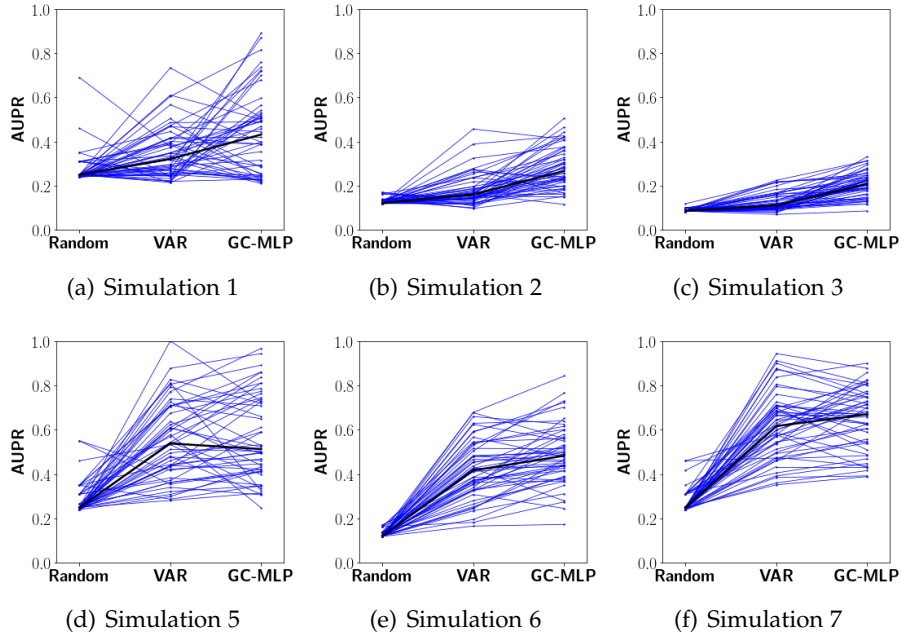 1.0
0.8
0.6
0.4
0.2
0.0
AUPR
Random VAR GC-MLP
(a) Simulation 1
1.0
0.8
0.6
0.4
0.2
0.0
AUPR
Random VAR GC-MLP
(b) Simulation 2
1.0
0.8
0.6
0.4
0.2
0.0
AUPR
Random VAR GC-MLP
(c) Simulation 3
1.0
0.8
0.6
0.4
0.2
0.0
AUPR
Random VAR GC-MLP
(d) Simulation 5
1.0
0.8
0.6
0.4
0.2
0.0
AUPR
Random VAR GC-MLP
(e) Simulation 6
1.0
0.8
0.6
0.4
0.2
0.0
AUPR
Random VAR GC-MLP
(f) Simulation 7